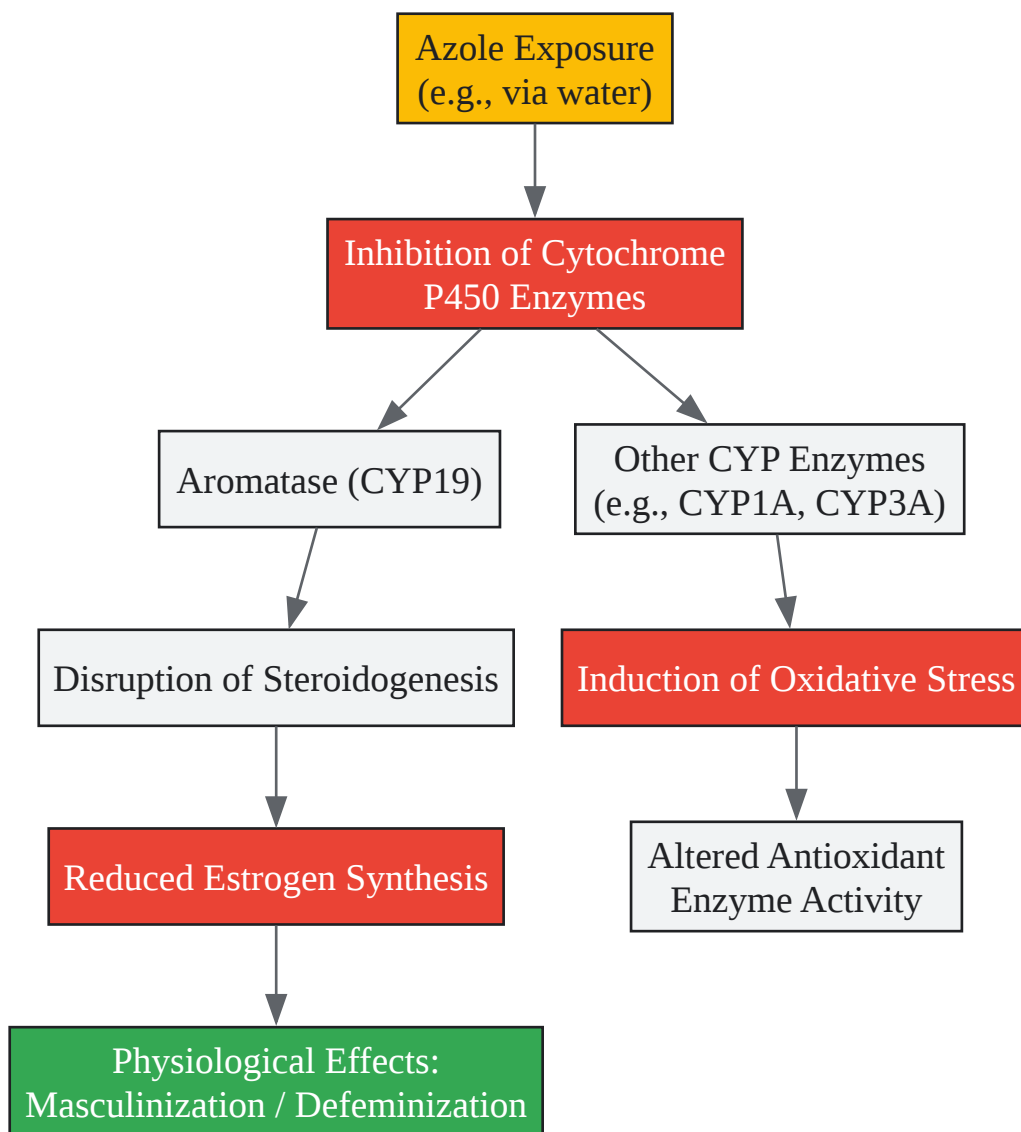 Azole Exposure
(e.g., via water)
Inhibition of Cytochrome
P450 Enzymes
Aromatase (CYP19)
Other CYP Enzymes
(e.g., CYP1A, CYP3A)
Disruption of Steroidogenesis
Induction of Oxidative Stress
Reduced Estrogen Synthesis
Altered Antioxidant
Enzyme Activity
Physiological Effects:
Masculinization / Defeminization